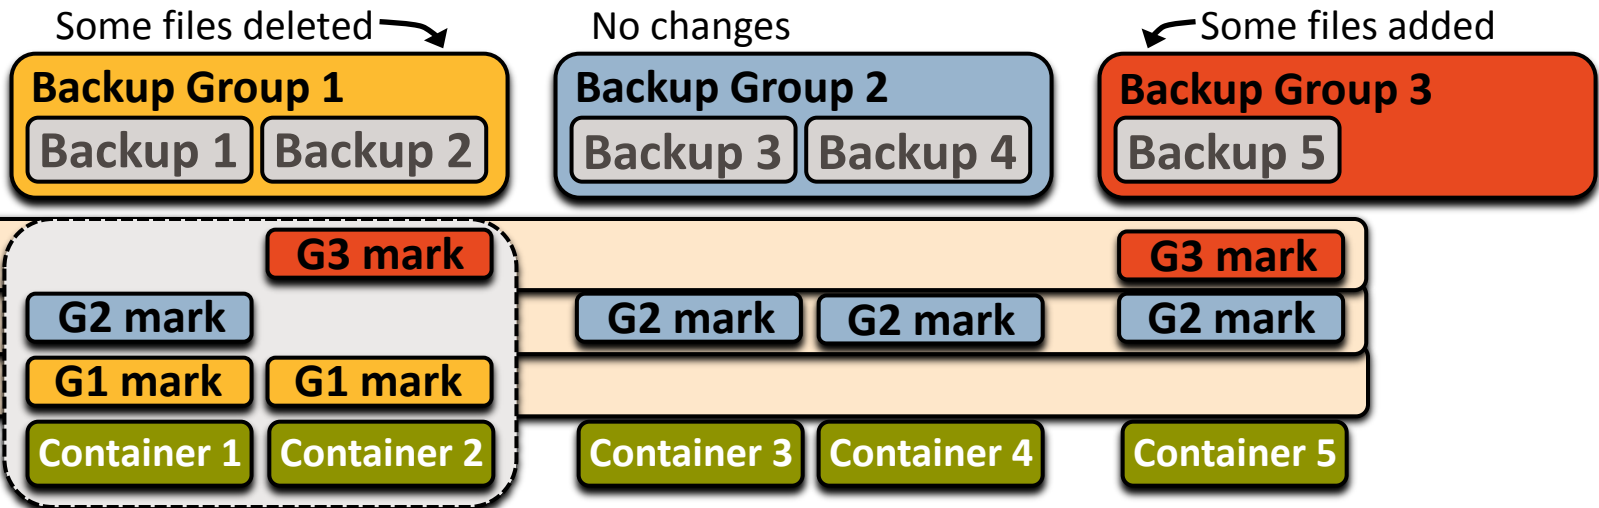 Some files deleted
No changes
Some files added
Backup Group 1
Backup Group 2
Backup Group 3
Backup 1
Backup 2
Backup 3
Backup 4
Backup 5
G3 mark
G3 mark
G2 mark
G2 mark
G2 mark
G2 mark
G1 mark
G1 mark
Container 1
Container 2
Container 3
Container 4
Container 5